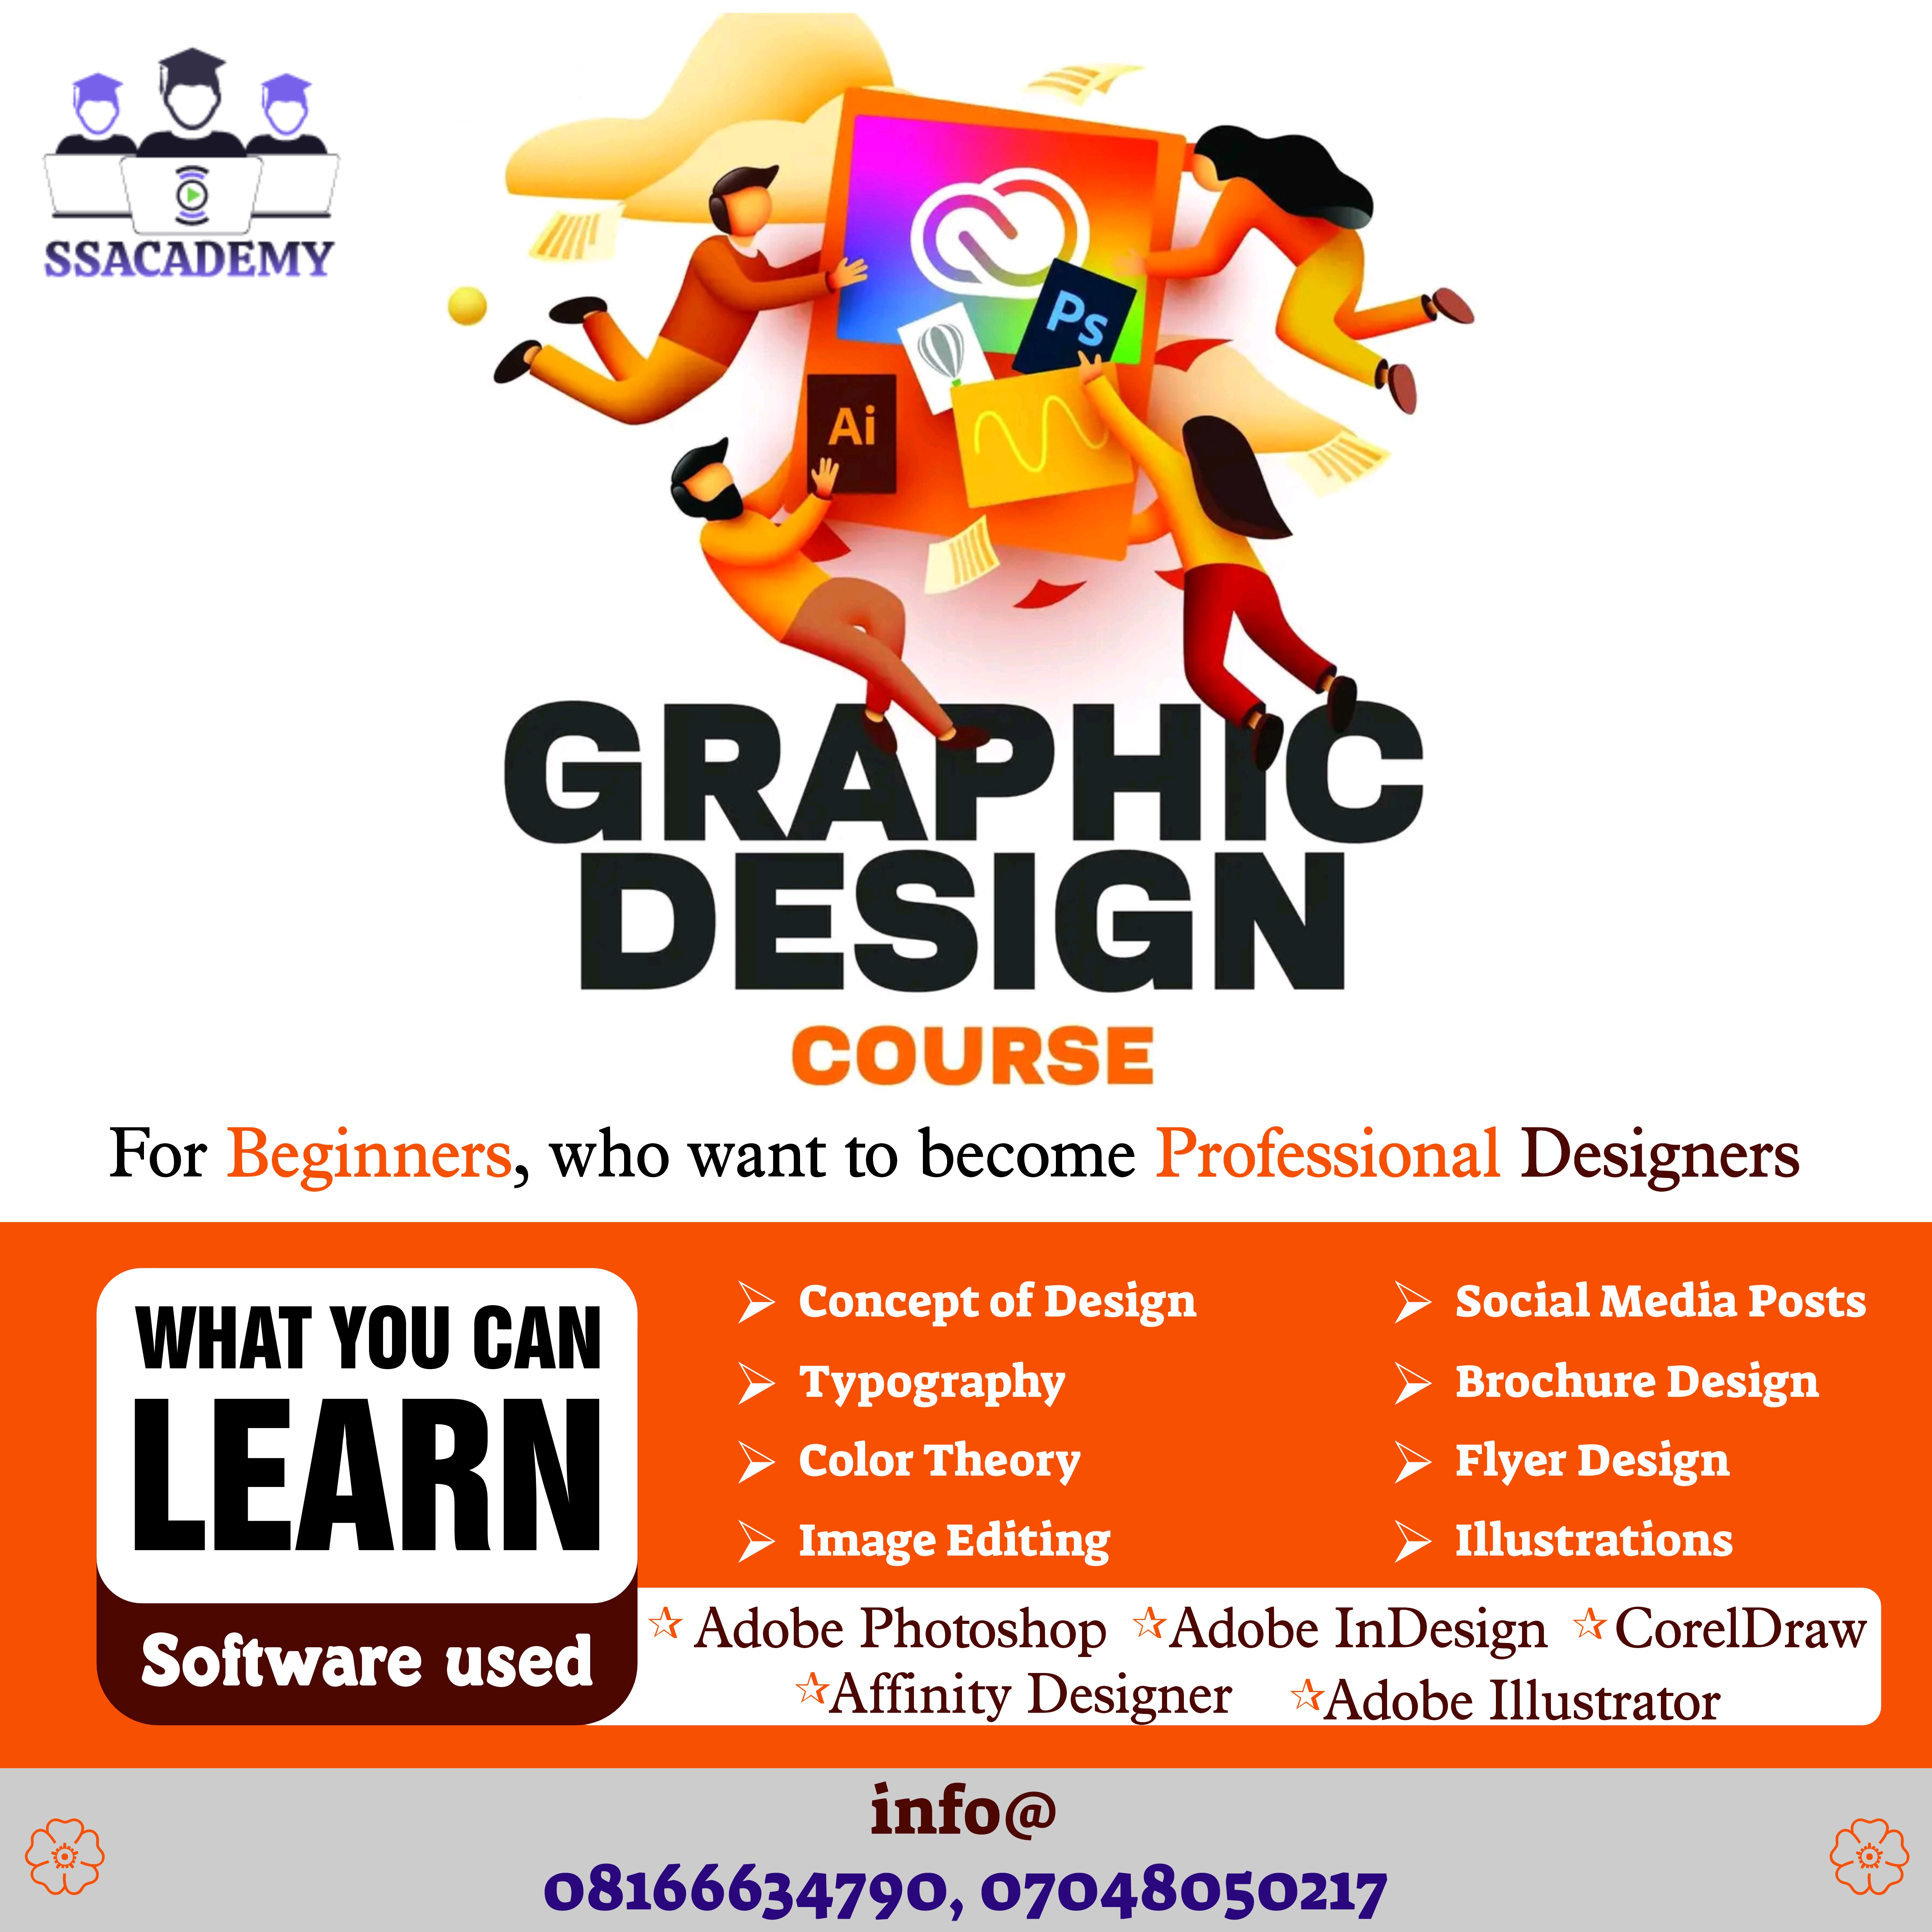 SSACADEMY
Ps
Ai
GRAPHIC
DESIGN
COURSE
For Beginners, who want to become Professional Designers
WHAT YOU CAN
LEARN
Concept of Design
Typography
Color Theory
Image Editing
Social Media Posts
Brochure Design
Flyer Design
Illustrations
Software used
Adobe Photoshop ☆Adobe InDesign ☆CorelDraw
☆Affinity Designer ☆Adobe Illustrator
info@
08166634790, 07048050217